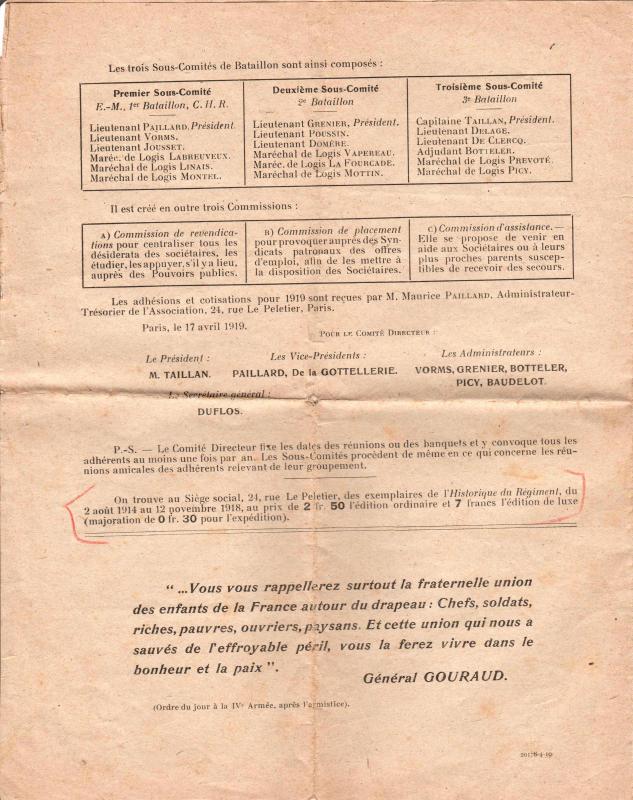 Les trois Sous-Comités de Bataillon sont ainsi composés :
Premier Sous-Comité
E.-M., 1er Bataillon, C. H. R.
Lieutenant PAILLARD, Président.
Lieutenant VORMS.
Lieutenant JOUSSET.
Maréc. de Logis LABREUVEUX.
Maréchal de Logis LINAIS.
Maréchal de Logis MONTEL.
Deuxième Sous-Comité
2e Bataillon
Lieutenant GRENIER, Président.
Lieutenant POUSSIN.
Lieutenant DOMÈRE.
Maréchal de Logis VAPEREAU.
Maréc. de Logis LA FOURCADE.
Maréchal de Logis MOTTIN.
Troisième Sous-Comité
3e Bataillon
Capitaine TAILLAN, Président.
Lieutenant DELAGE.
Lieutenant DE CLERCQ.
Adjudant BOTTELER.
Maréchal de Logis PREVOTÉ.
Maréchal de Logis PICY.
Il est créé en outre trois Commissions :
A) Commission de revendica-
tions pour centraliser tous les
désidérata des sociétaires, les
étudier, les appuyer, s'il y a lieu,
auprès des Pouvoirs publics.
B) Commission de placement
pour provoquer auprès des Syn-
dicats patronaux des offres
d'emploi, afin de les mettre à
la disposition des Sociétaires.
C) Commission d'assistance. —
Elle se propose de venir en
aide aux Sociétaires ou à leurs
plus proches parents suscep-
tibles de recevoir des secours.
Les adhésions et cotisations pour 1919 sont reçues par M. Maurice PAILLARD, Administrateur-
Trésorier de l'Association, 24, rue Le Peletier, Paris.
Paris, le 17 avril 1919.
POUR LE COMITÉ DIRECTEUR :
Le Président :
M. TAILLAN.
Les Vice-Présidents :
PAILLARD, De la GOTTELLERIE.
Les Administrateurs :
VORMS, GRENIER, BOTTELER,
PICY, BAUDELOT.
Le Secrétaire général :
DUFLOS.
P.-S. — Le Comité Directeur fixe les dates des réunions ou des banquets et y convoque tous les
adhérents au moins une fois par an. Les Sous-Comités procèdent de même en ce qui concerne les réu-
nions amicales des adhérents relevant de leur groupement.
On trouve au Siège social, 24, rue Le Peletier, des exemplaires de l'Historique du Régiment, du
2 août 1914 au 12 novembre 1918, au prix de 2 fr. 50 l'édition ordinaire et 7 francs l'édition de luxe
(majoration de 0 fr. 30 pour l'expédition).
“ ...Vous vous rappellerez surtout la fraternelle union
des enfants de la France autour du drapeau : Chefs, soldats,
riches, pauvres, ouvriers, paysans. Et cette union qui nous a
sauvés de l'effroyable péril, vous la ferez vivre dans le
bonheur et la paix ”.
Général GOURAUD.
(Ordre du jour à la IVe Armée, après l'armistice).
20176-4-19